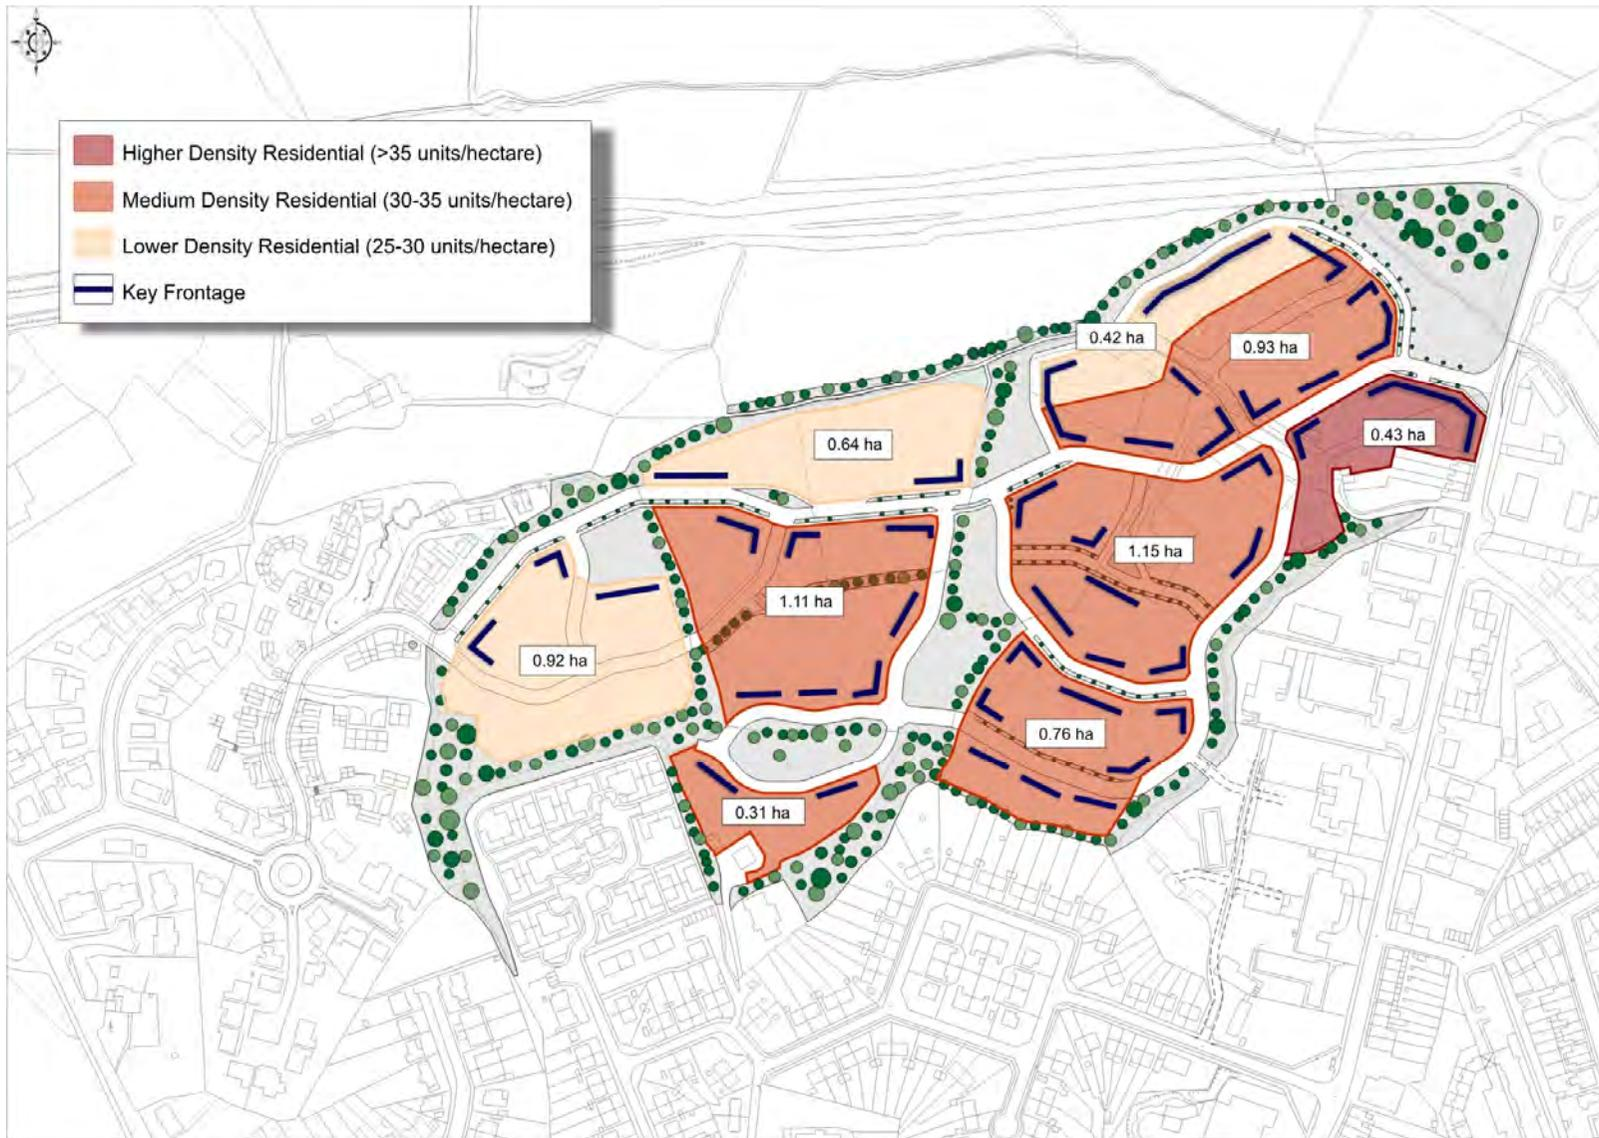 Higher Density Residential (>35 units/hectare)
Medium Density Residential (30-35 units/hectare)
Lower Density Residential (25-30 units/hectare)
Key Frontage
0.42 ha
0.93 ha
0.43 ha
0.64 ha
1.15 ha
1.11 ha
0.92 ha
0.76 ha
0.31 ha